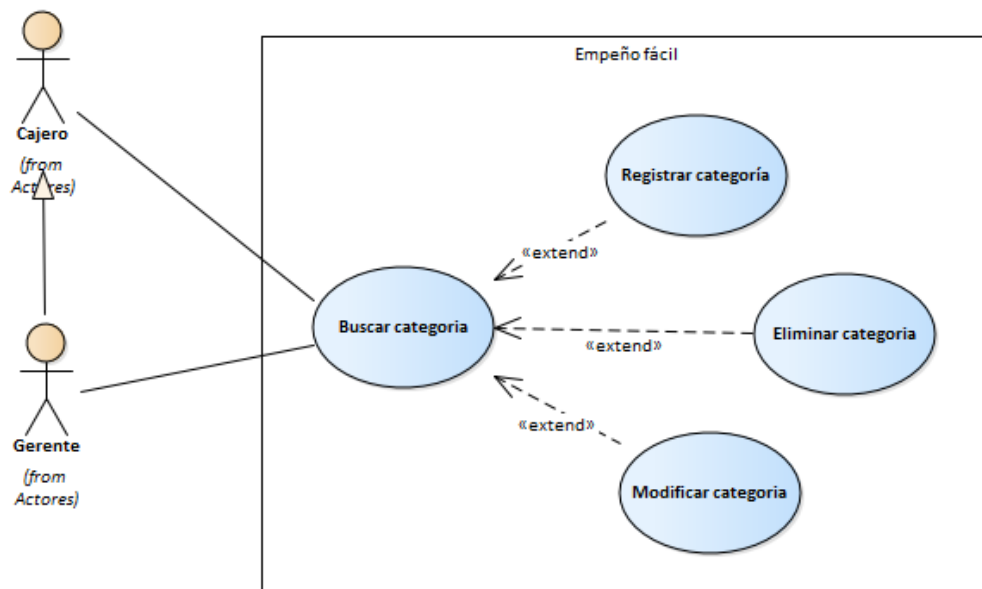 Empeño fácil
Cajero
(from
Actores)
Registrar categoría
«extend»
Buscar categoria
Eliminar categoria
«extend»
Gerente
(from
Actores)
«extend»
Modificar categoria